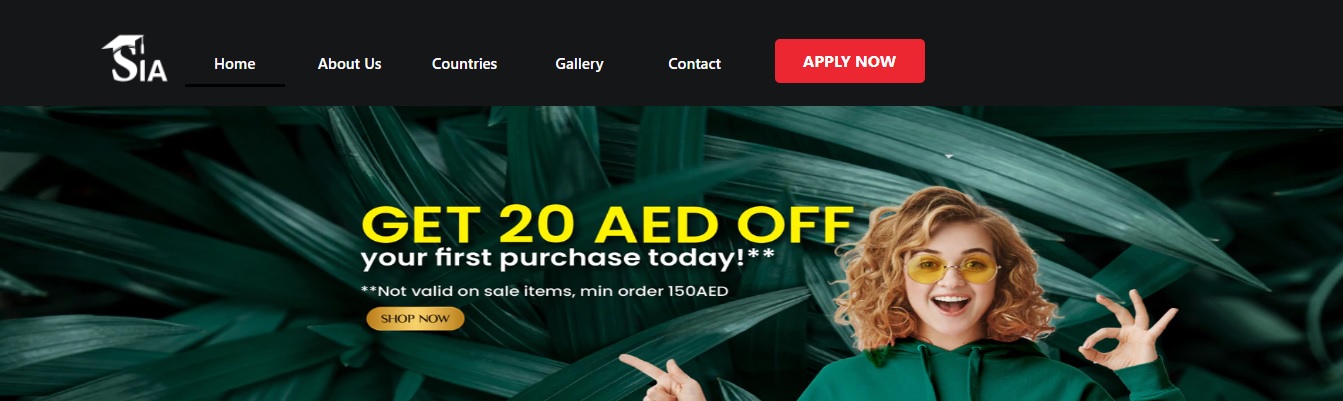 SIA
Home About Us Countries Gallery Contact APPLY NOW
GET 20 AED OFF
your first purchase today!**
**Not valid on sale items, min order 150AED
SHOP NOW